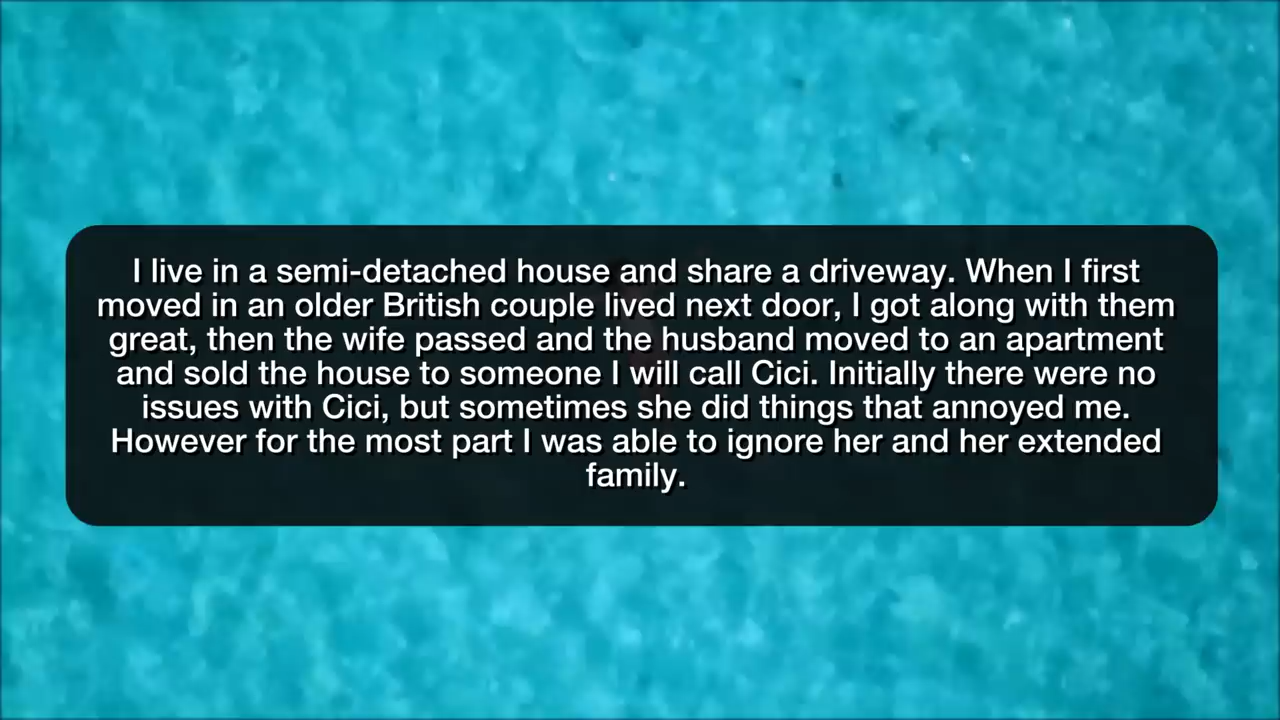 I live in a semi-detached house and share a driveway. When I first
moved in an older British couple lived next door, I got along with them
great, then the wife passed and the husband moved to an apartment
and sold the house to someone I will call Cici. Initially there were no
issues with Cici, but sometimes she did things that annoyed me.
However for the most part I was able to ignore her and her extended
family.